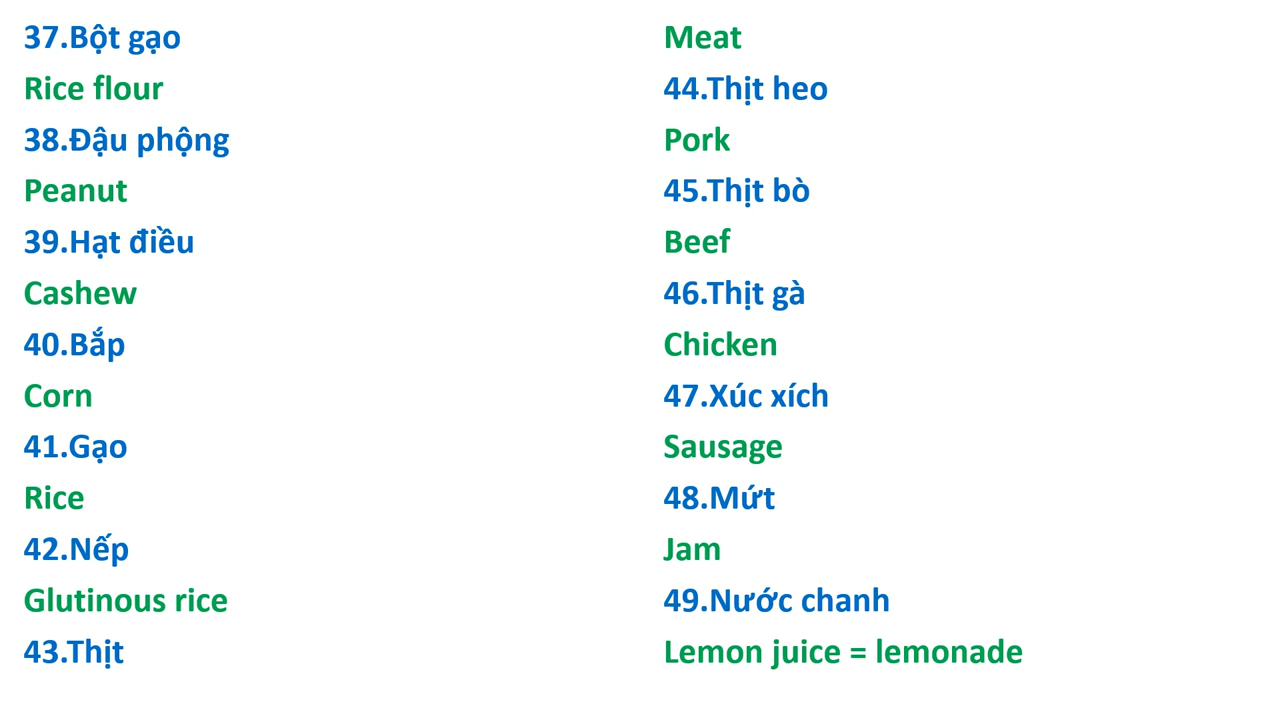 37.Bột gạo
Rice flour
38.Đậu phộng
Peanut
39.Hạt điều
Cashew
40.Bắp
Corn
41.Gạo
Rice
42.Nếp
Glutinous rice
43.Thịt
Meat
44.Thịt heo
Pork
45.Thịt bò
Beef
46.Thịt gà
Chicken
47.Xúc xích
Sausage
48.Mứt
Jam
49.Nước chanh
Lemon juice = lemonade